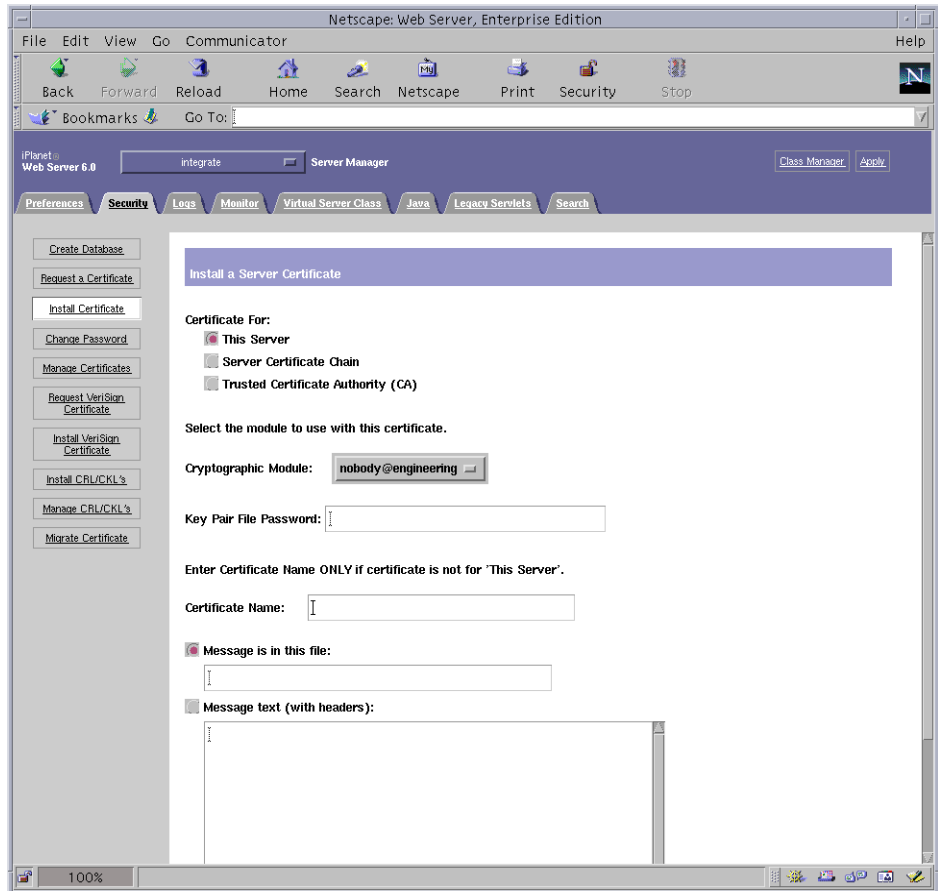 Netscape: Web Server, Enterprise Edition
File Edit View Go Communicator Help
Back Forward Reload Home Search Netscape Print Security Stop
My
N
Bookmarks Go To:
iPlanet
Web Server 6.0
integrate
Server Manager
Class Manager
Apply
Preferences Security Logs Monitor Virtual Server Class Java Legacy Servlets Search
Create Database
Request a Certificate
Install Certificate
Change Password
Manage Certificates
Request VeriSign
Certificate
Install VeriSign
Certificate
Install CRL/CKL's
Manage CRL/CKL's
Migrate Certificate
Install a Server Certificate
Certificate For:
This Server
Server Certificate Chain
Trusted Certificate Authority (CA)
Select the module to use with this certificate.
Cryptographic Module: nobody@engineering
Key Pair File Password:
Enter Certificate Name ONLY if certificate is not for 'This Server'.
Certificate Name:
Message is in this file:
Message text (with headers):
100%